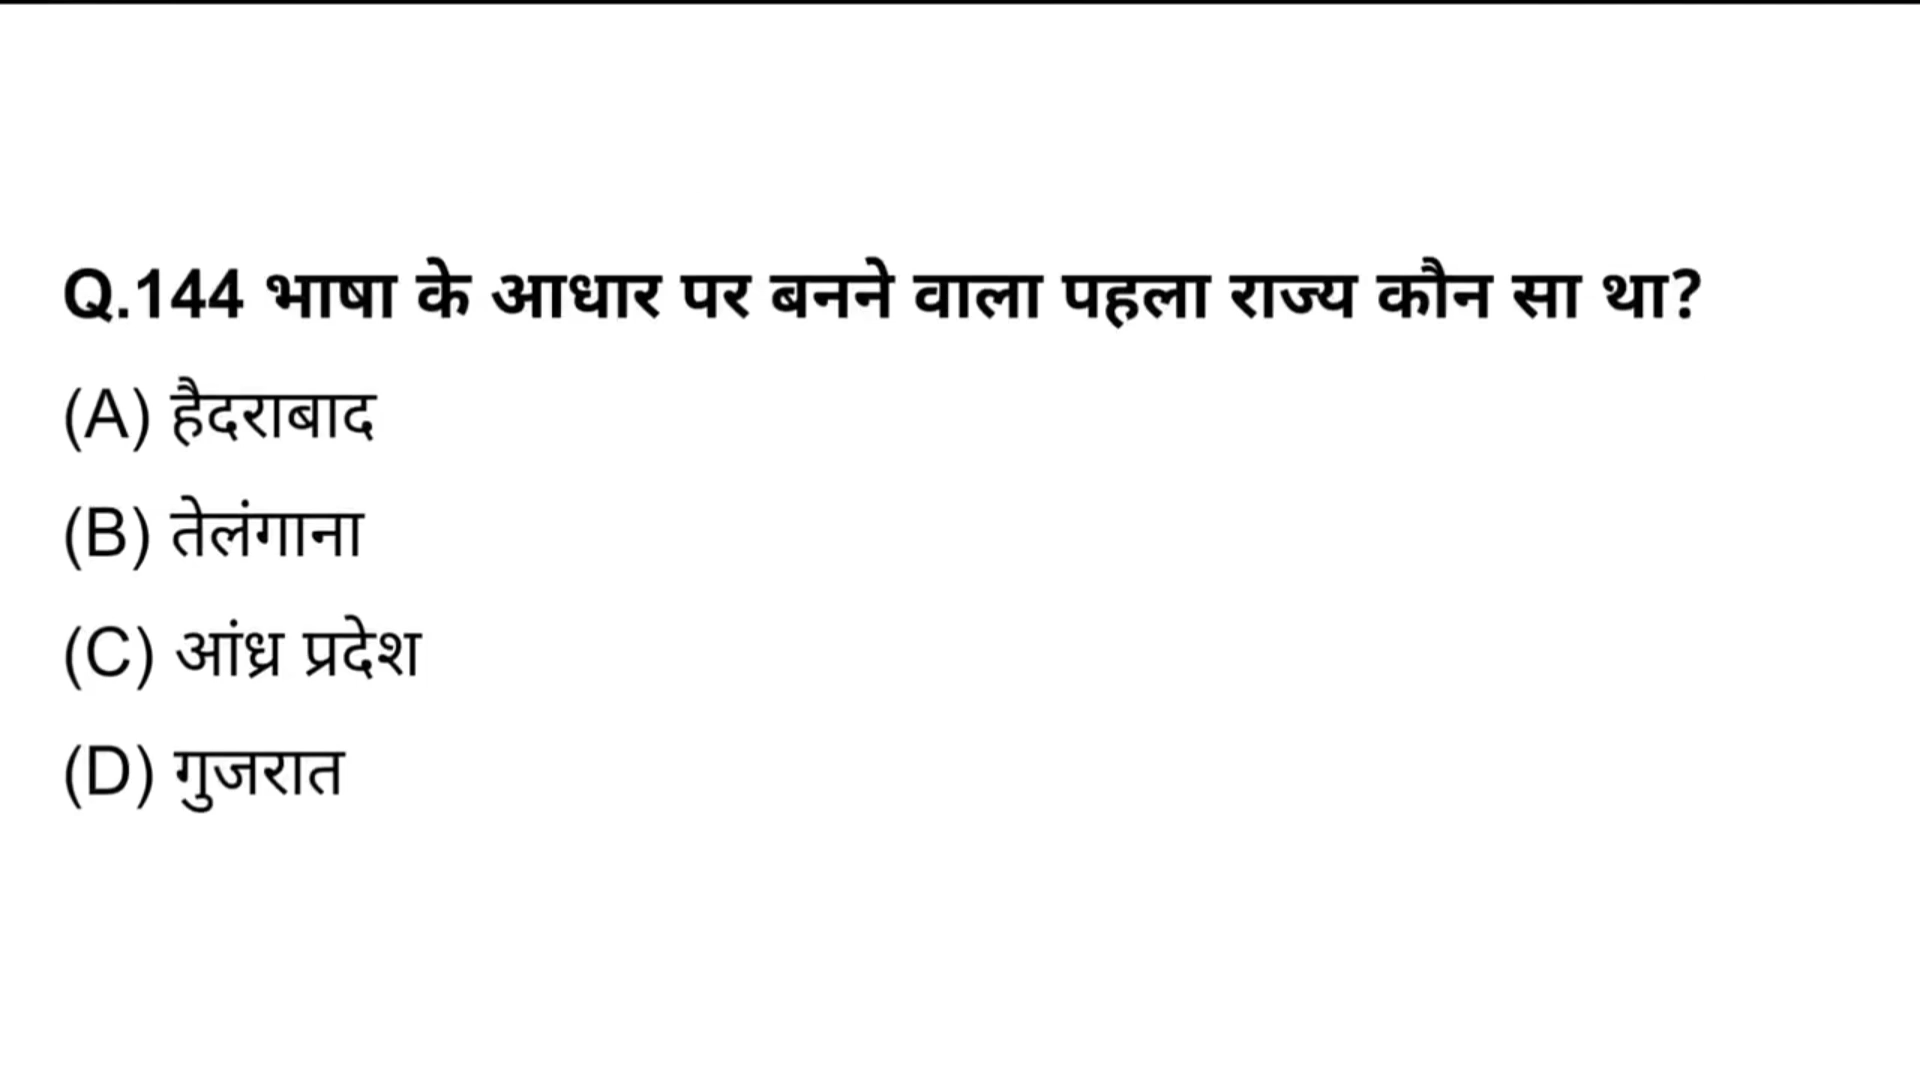 Q.144 भाषा के आधार पर बनने वाला पहला राज्य कौन सा था?
(A) हैदराबाद
(B) तेलंगाना
(C) आंध्र प्रदेश
(D) गुजरात